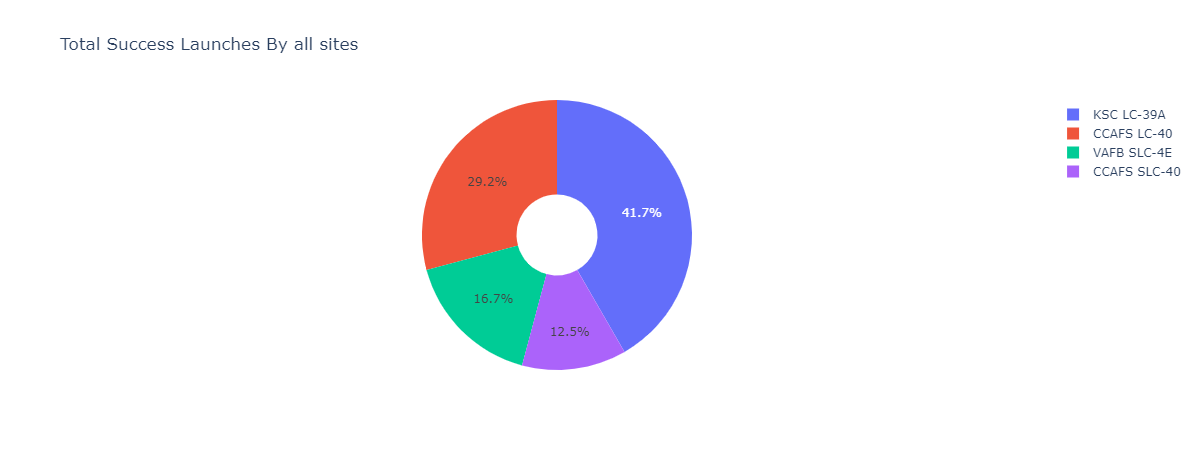 Total Success Launches By all sites
KSC LC-39A
CCAFS LC-40
VAFB SLC-4E
CCAFS SLC-40
29.2%
41.7%
16.7%
12.5%